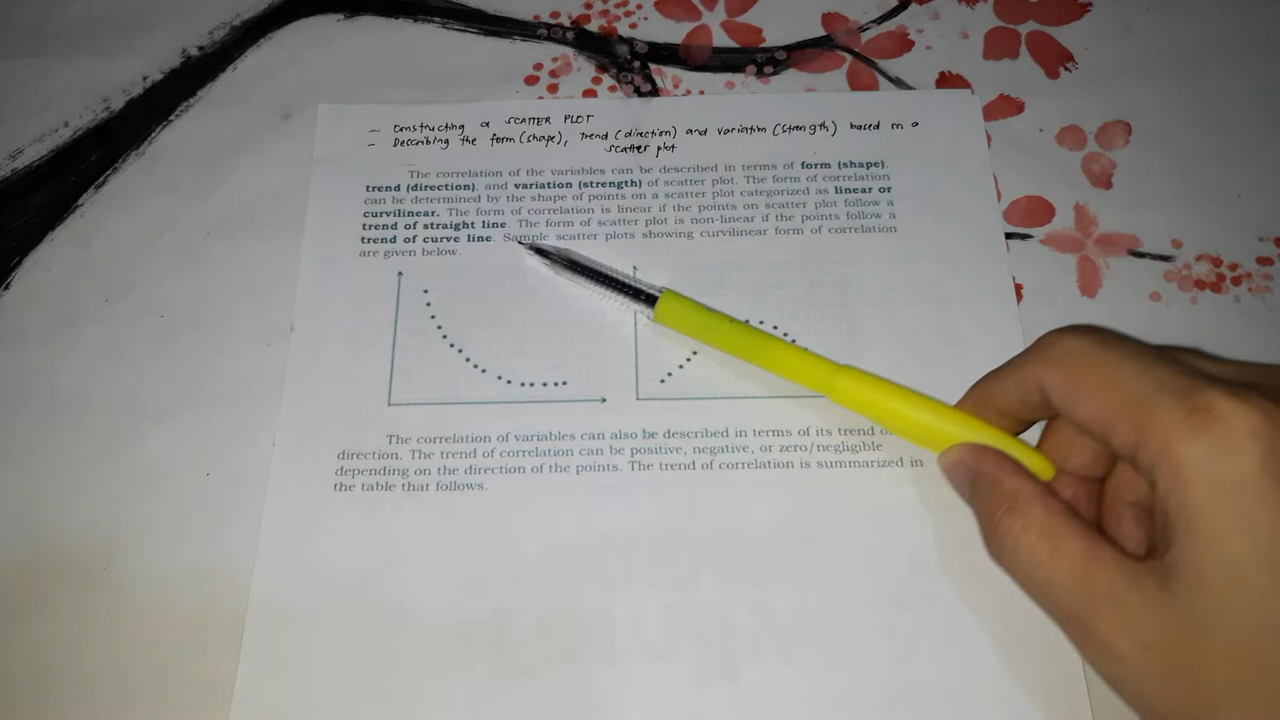 - Constructing a SCATTER PLOT
- Describing the form (shape), trend (direction) and variation (strength) based on a
scatter plot
The correlation of the variables can be described in terms of form (shape),
trend (direction), and variation (strength) of scatter plot. The form of correlation
can be determined by the shape of points on a scatter plot categorized as linear or
curvilinear. The form of correlation is linear if the points on scatter plot follow a
trend of straight line. The form of scatter plot is non-linear if the points follow a
trend of curve line. Sample scatter plots showing curvilinear form of correlation
are given below.
The correlation of variables can also be described in terms of its trend
direction. The trend of correlation can be positive, negative, or zero/negligible
depending on the direction of the points. The trend of correlation is summarized in
the table that follows.